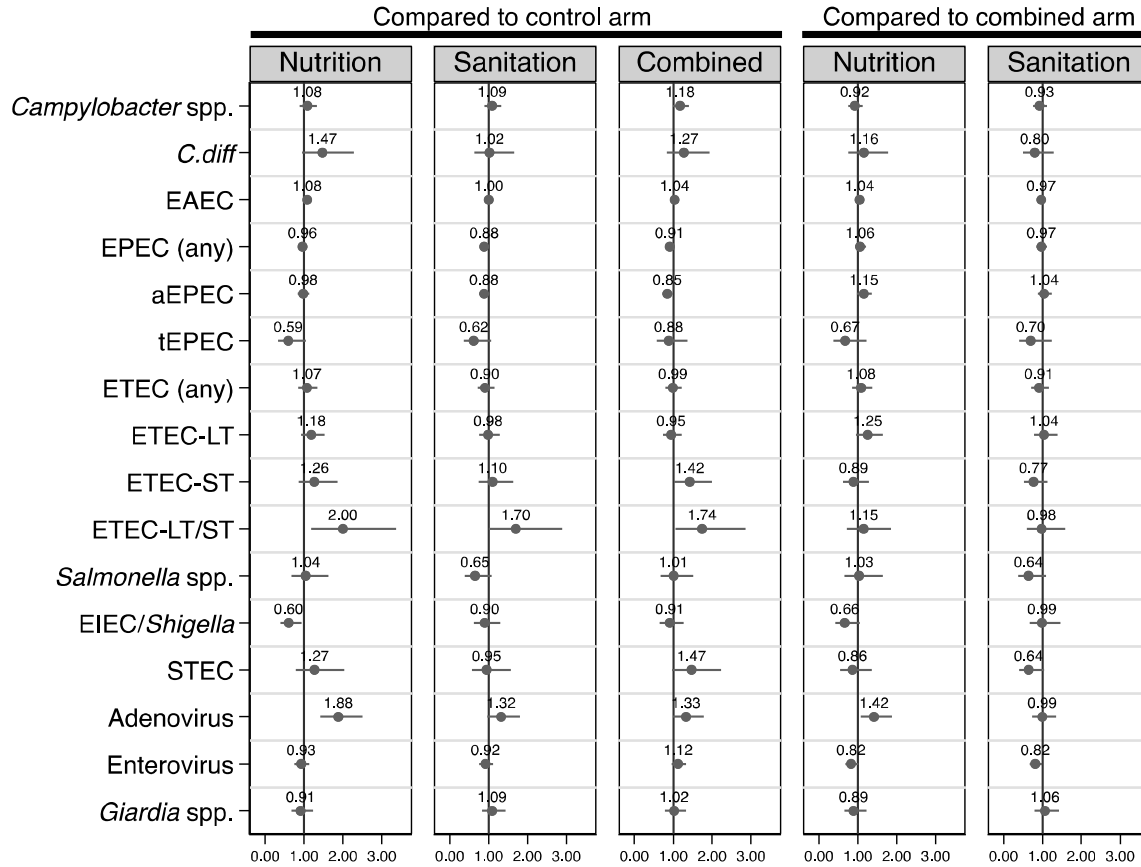 Compared to control arm Compared to combined arm
Nutrition Sanitation Combined Nutrition Sanitation
Campylobacter spp. 1.08 1.09 1.18 0.92 0.93
C.diff 1.47 1.02 1.27 1.16 0.80
EAEC 1.08 1.00 1.04 1.04 0.97
EPEC (any) 0.96 0.88 0.91 1.06 0.97
aEPEC 0.98 0.88 0.85 1.15 1.04
tEPEC 0.59 0.62 0.88 0.67 0.70
ETEC (any) 1.07 0.90 0.99 1.08 0.91
ETEC-LT 1.18 0.98 0.95 1.25 1.04
ETEC-ST 1.26 1.10 1.42 0.89 0.77
ETEC-LT/ST 2.00 1.70 1.74 1.15 0.98
Salmonella spp. 1.04 0.65 1.01 1.03 0.64
EIEC/Shigella 0.60 0.90 0.91 0.66 0.99
STEC 1.27 0.95 1.47 0.86 0.64
Adenovirus 1.88 1.32 1.33 1.42 0.99
Enterovirus 0.93 0.92 1.12 0.82 0.82
Giardia spp. 0.91 1.09 1.02 0.89 1.06
0.00 1.00 2.00 3.00 0.00 1.00 2.00 3.00 0.00 1.00 2.00 3.00 0.00 1.00 2.00 3.00 0.00 1.00 2.00 3.00